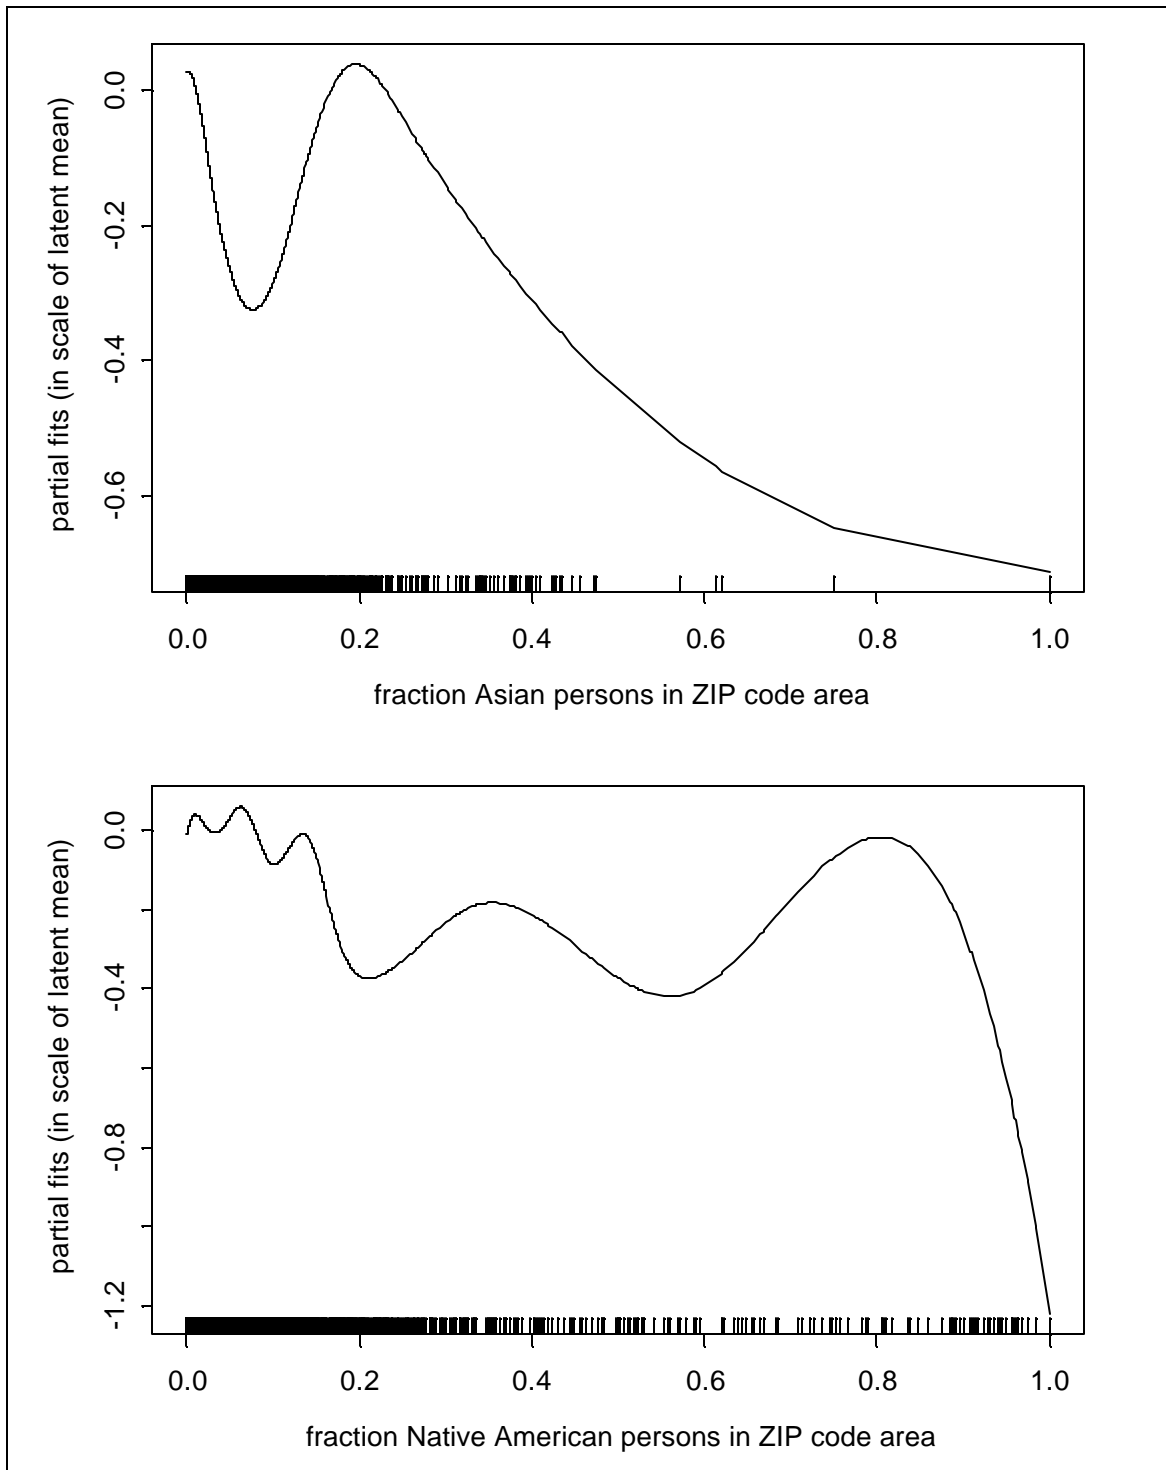 partial fits (in scale of latent mean)
0.0
-0.2
-0.4
-0.6
0.0 0.2 0.4 0.6 0.8 1.0
fraction Asian persons in ZIP code area
partial fits (in scale of latent mean)
0.0
-0.4
-0.8
-1.2
0.0 0.2 0.4 0.6 0.8 1.0
fraction Native American persons in ZIP code area